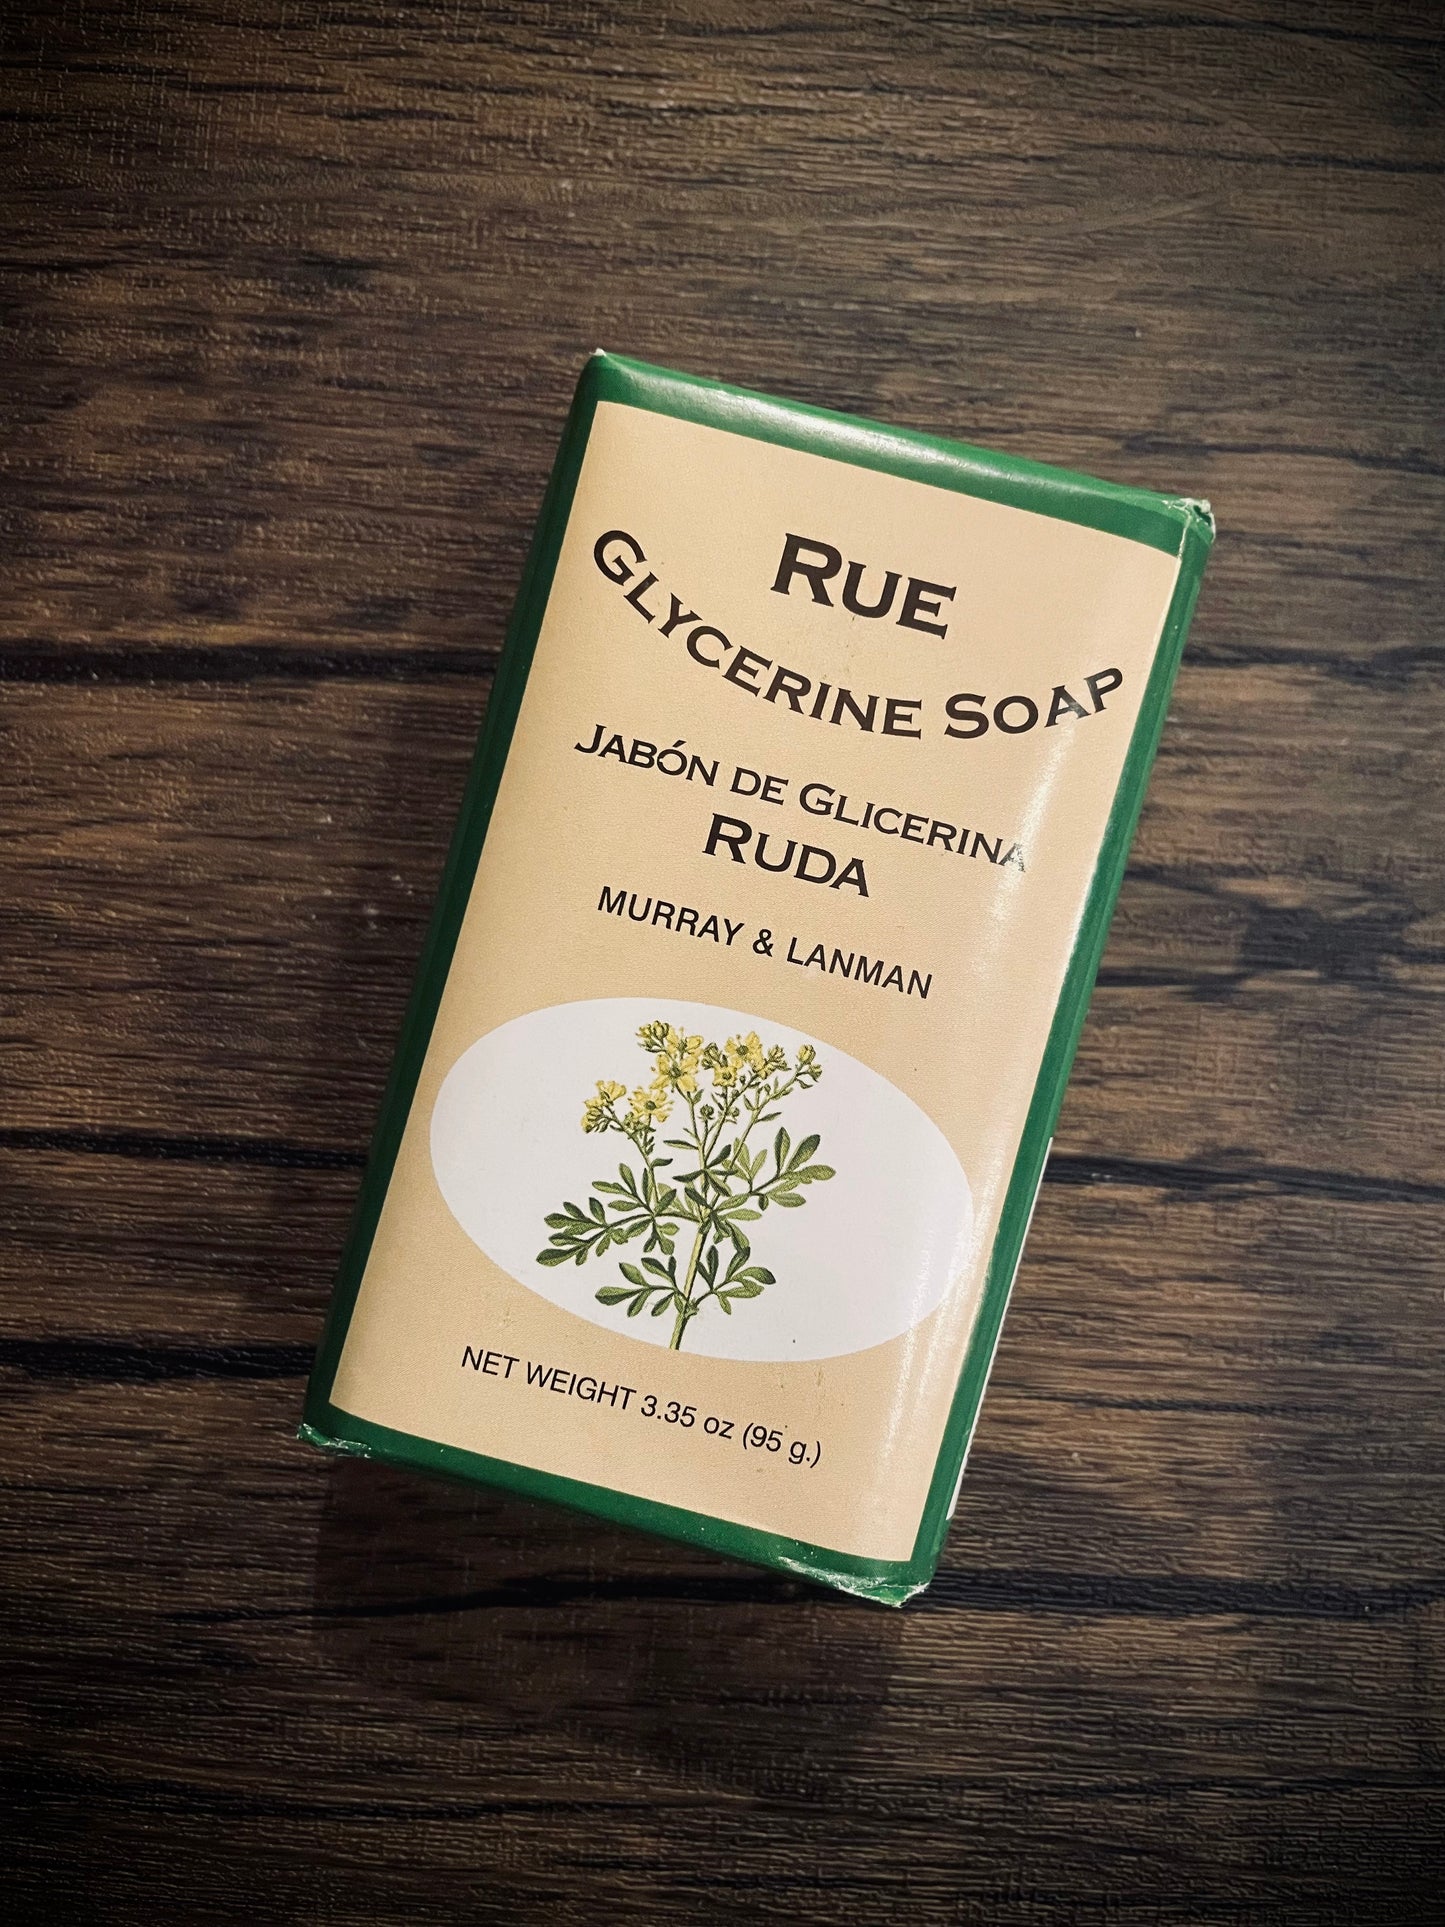 RUE
GLYCERINE SOAP
JABÓN DE GLICERINA
RUDA
MURRAY & LANMAN
NET WEIGHT 3.35 oz (95 g.)